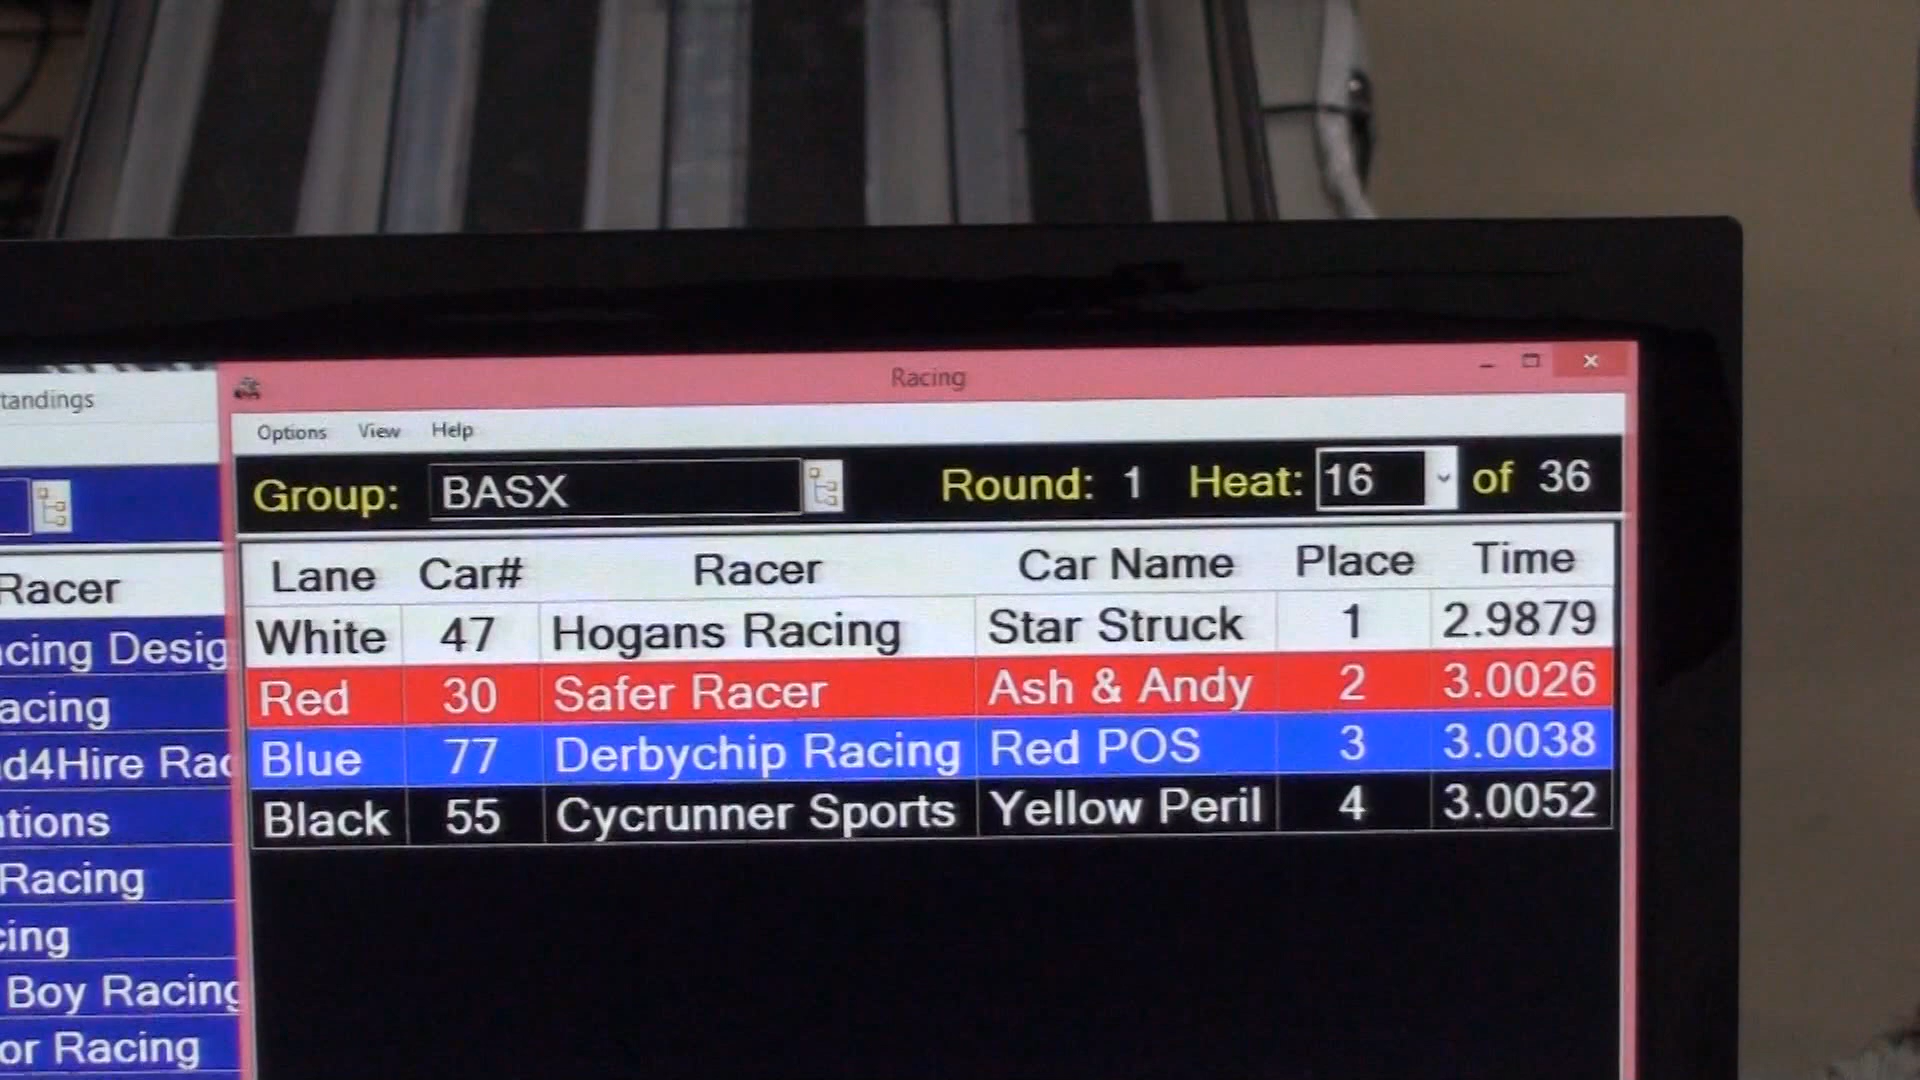 Racing
tandings
Options View Help
Group: BASX Round: 1 Heat: 16 of 36
Lane Car# Racer Car Name Place Time
White 47 Hogans Racing Star Struck 1 2.9879
Red 30 Safer Racer Ash & Andy 2 3.0026
Blue 77 Derbychip Racing Red POS 3 3.0038
Black 55 Cycrunner Sports Yellow Peril 4 3.0052
Racer
cing Desig
acing
d4Hire Rac
tions
Racing
cing
Boy Racing
or Racing